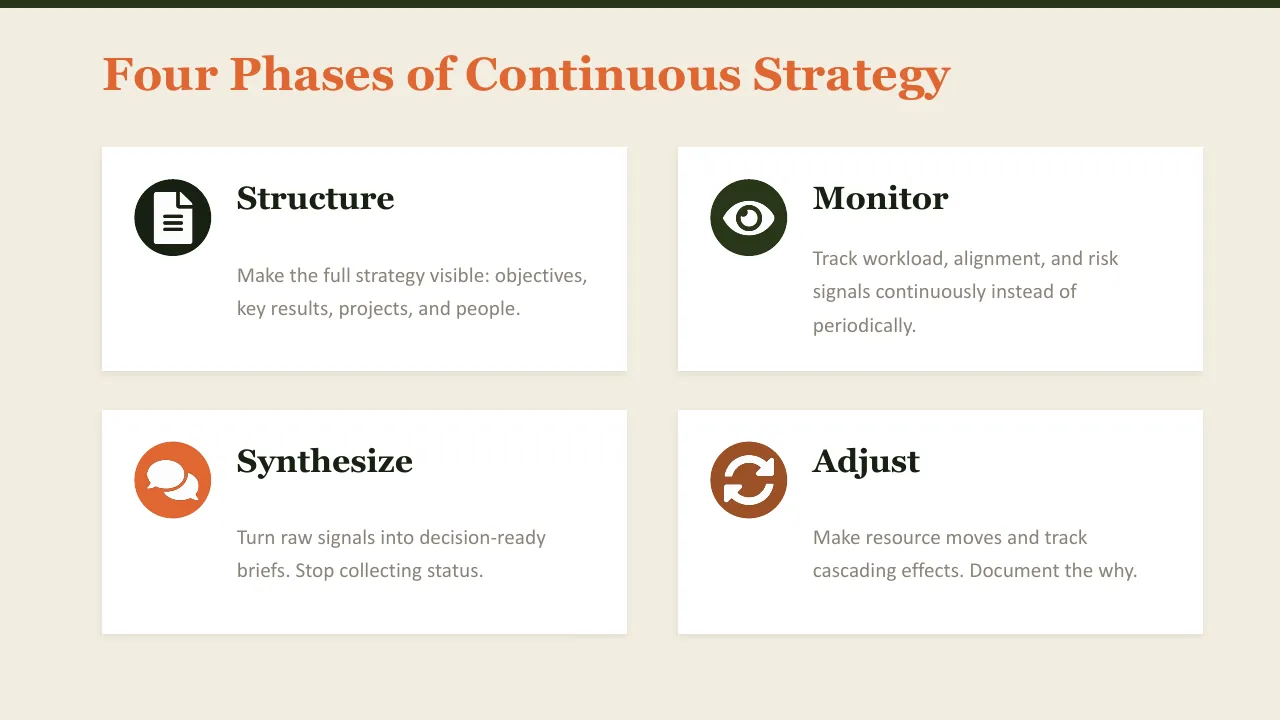 Four Phases of Continuous Strategy
Structure
Make the full strategy visible: objectives,
key results, projects, and people.
Monitor
Track workload, alignment, and risk
signals continuously instead of
periodically.
Synthesize
Turn raw signals into decision-ready
briefs. Stop collecting status.
Adjust
Make resource moves and track
cascading effects. Document the why.